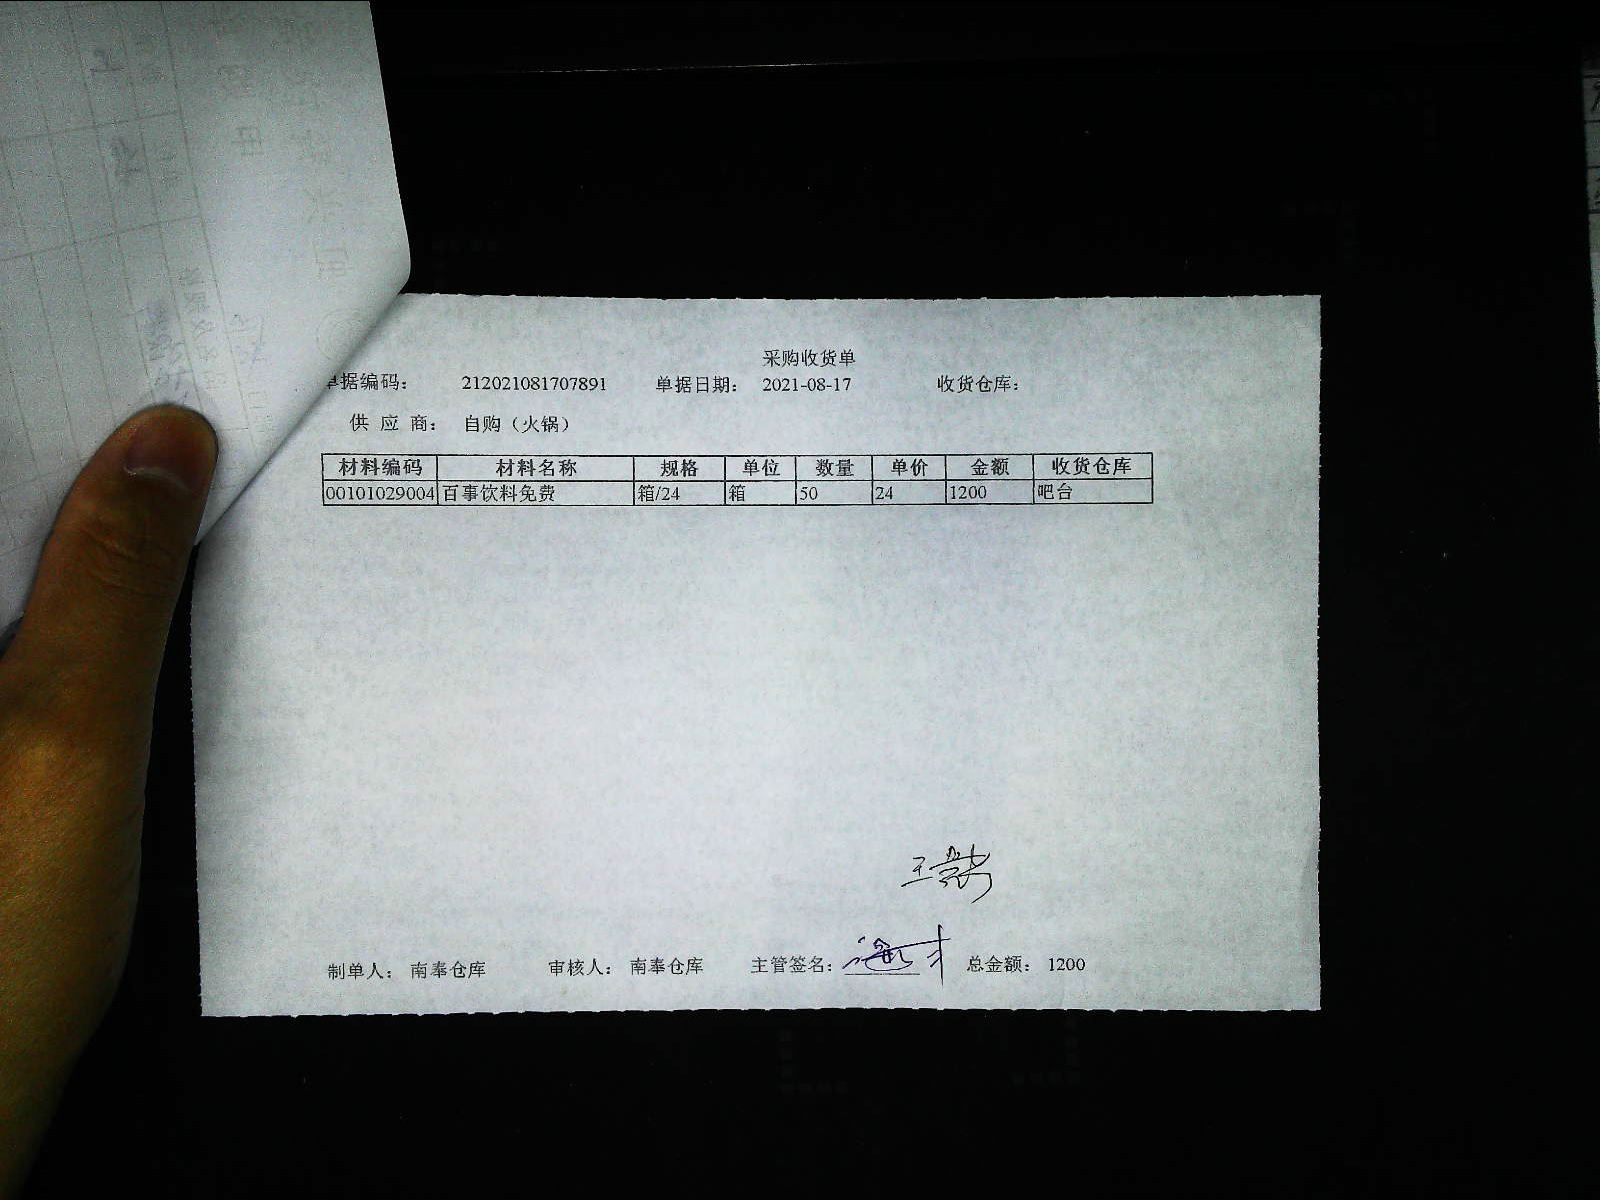 采购收货单
单据编码： 212021081707891 单据日期： 2021-08-17 收货仓库：
供 应 商： 自购（火锅）
材料编码 材料名称 规格 单位 数量 单价 金额 收货仓库
00101029004 百事饮料免费 箱/24 箱 50 24 1200 吧台
制单人： 南奉仓库 审核人： 南奉仓库 主管签名： 总金额： 1200